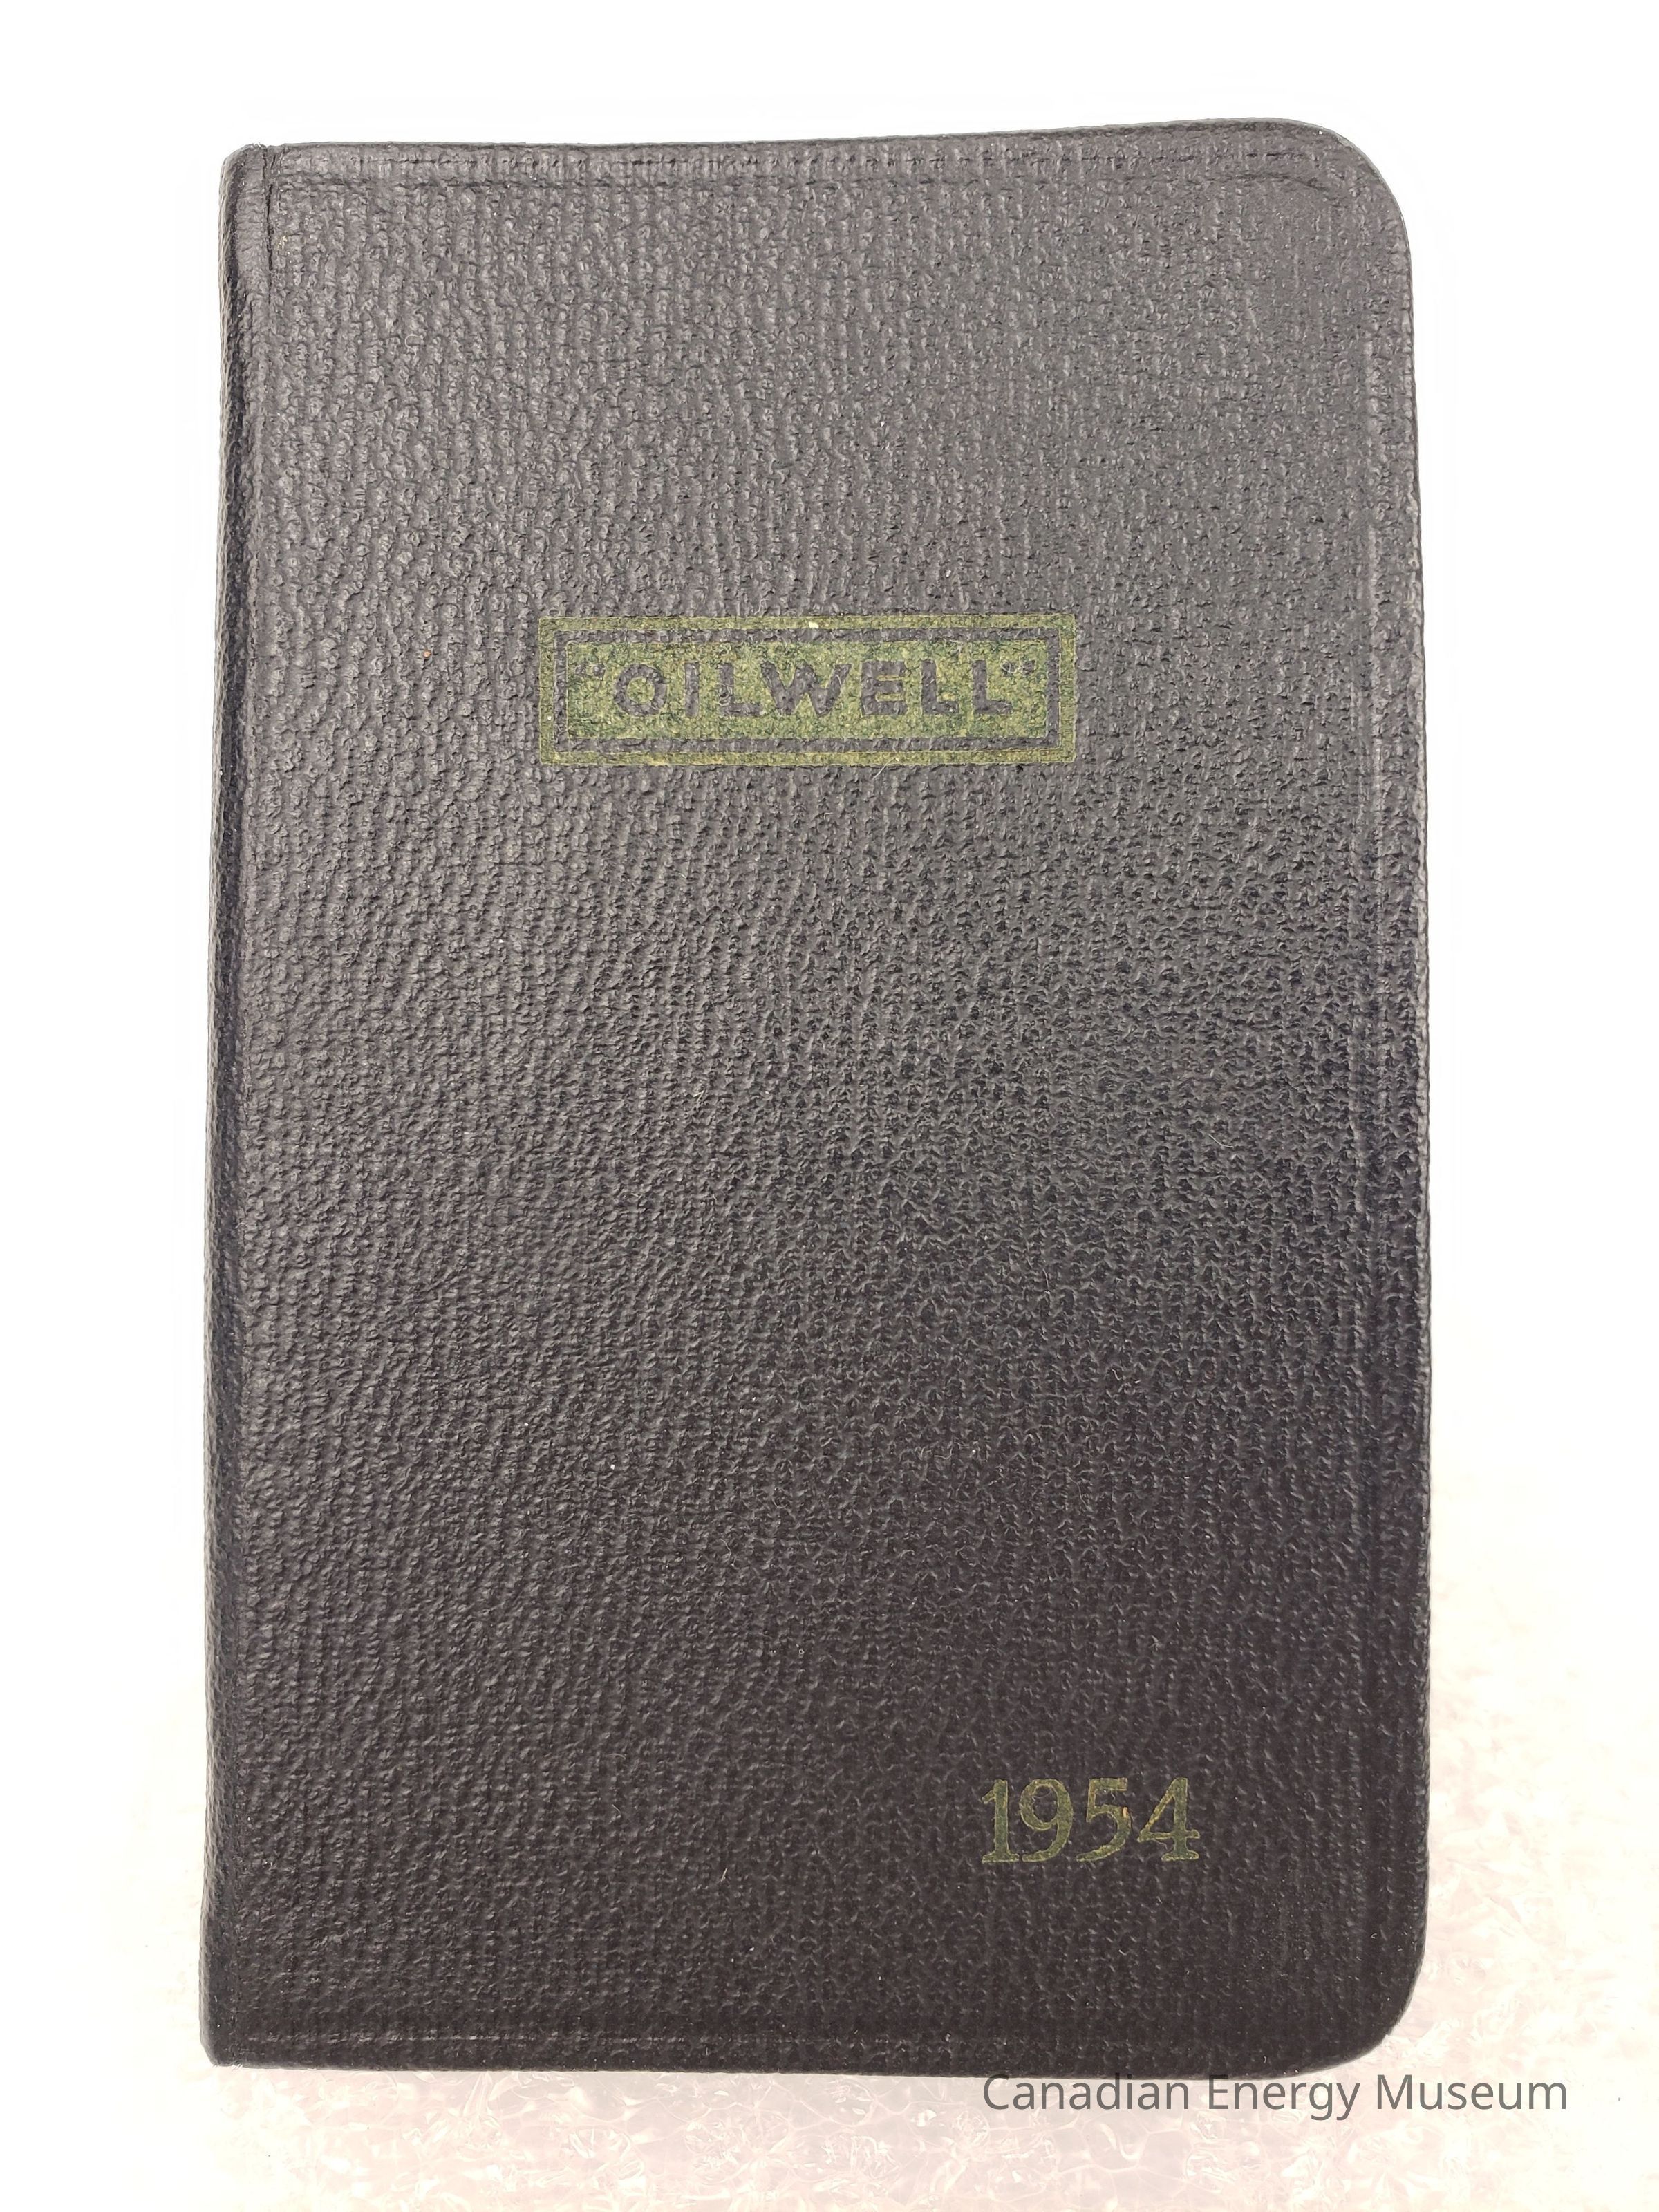 "OILWELL"
1954
Canadian Energy Museum